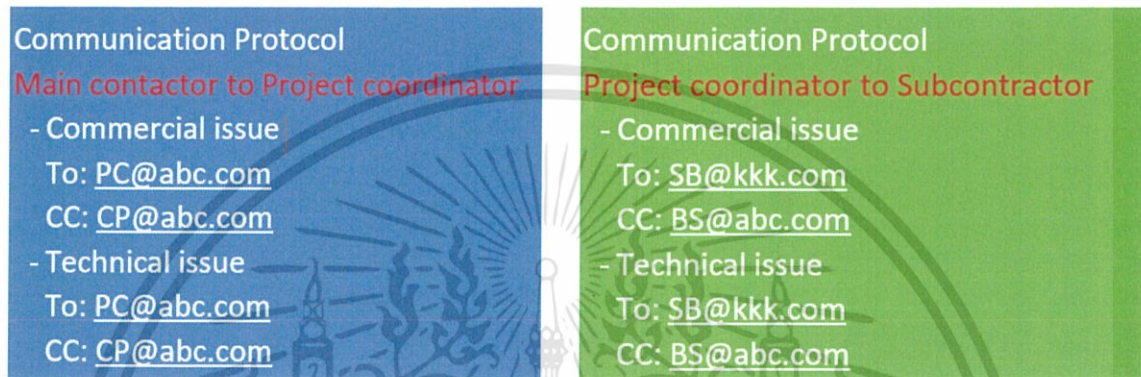 Communication Protocol
Main contactor to Project coordinator
- Commercial issue
To: PC@abc.com
CC: CP@abc.com
- Technical issue
To: PC@abc.com
CC: CP@abc.com
Communication Protocol
Project coordinator to Subcontractor
- Commercial issue
To: SB@kkk.com
CC: BS@abc.com
- Technical issue
To: SB@kkk.com
CC: BS@abc.com